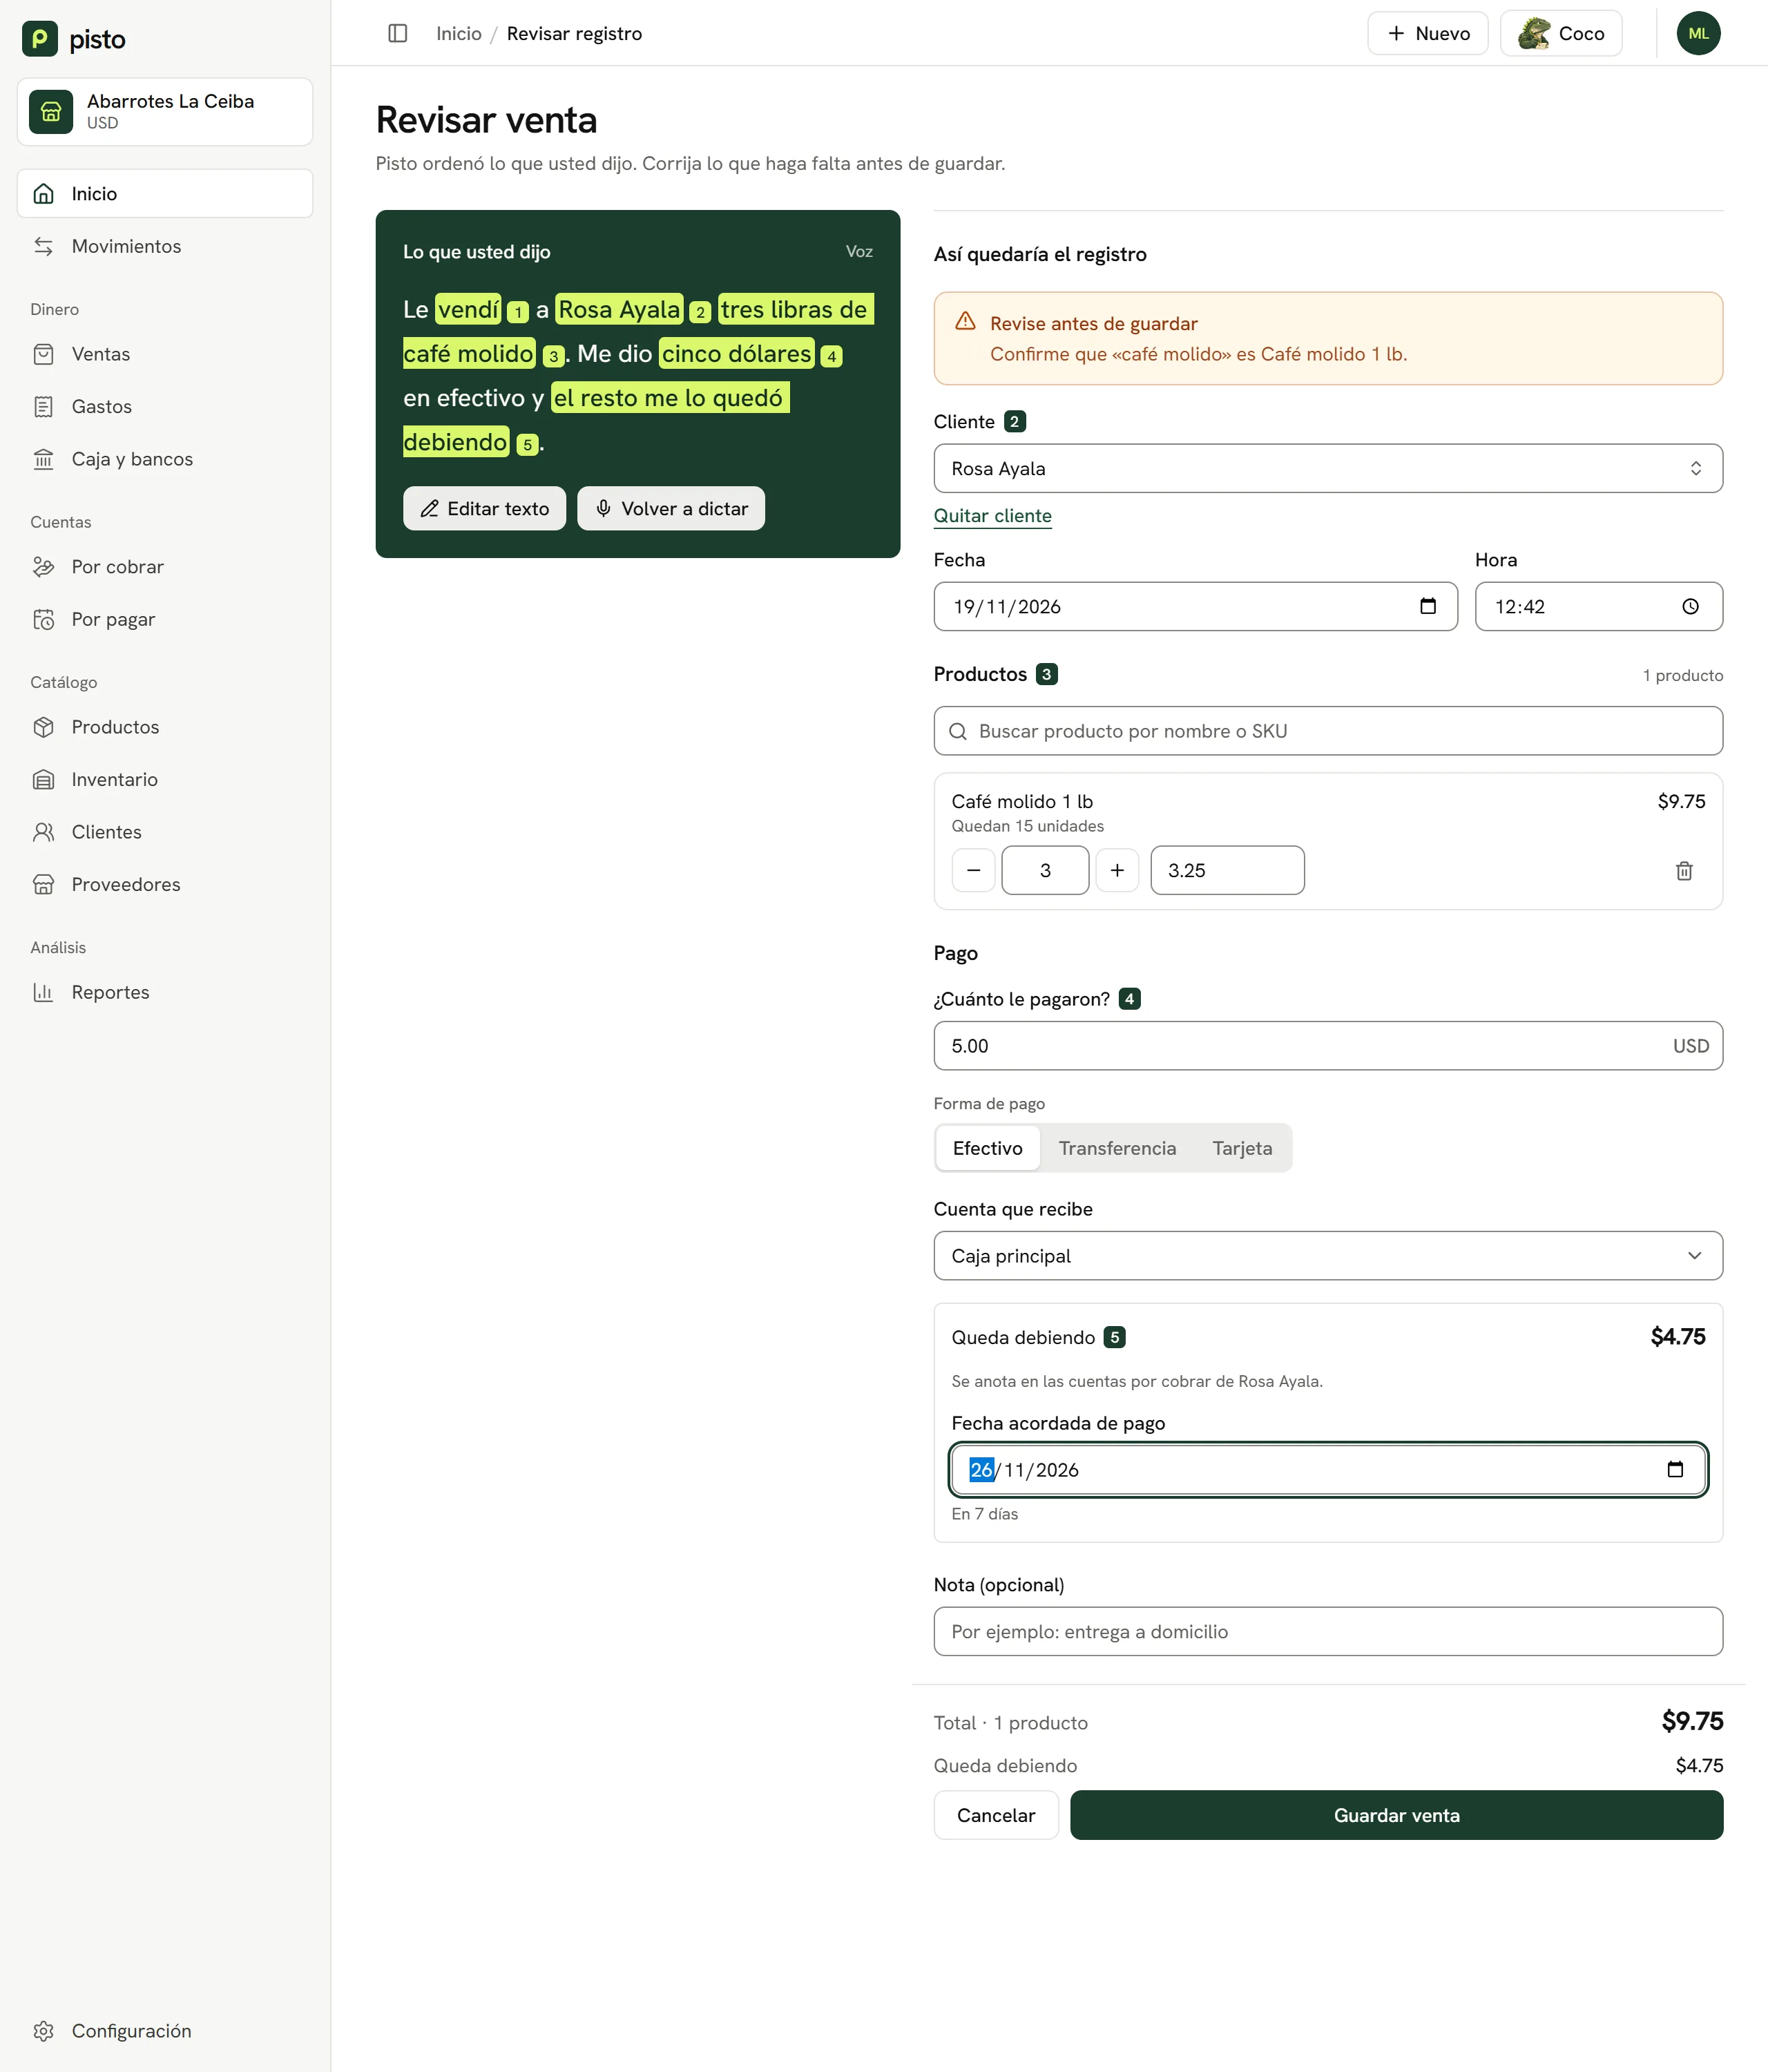 pisto
Abarrotes La Ceiba
USD
Inicio
Movimientos
Dinero
Ventas
Gastos
Caja y bancos
Cuentas
Por cobrar
Por pagar
Catálogo
Productos
Inventario
Clientes
Proveedores
Análisis
Reportes
Configuración
Inicio / Revisar registro
Nuevo
Coco
ML
Revisar venta
Pisto ordenó lo que usted dijo. Corrija lo que haga falta antes de guardar.
Lo que usted dijo
Voz
Le vendí 1 a Rosa Ayala 2 tres libras de
café molido 3. Me dio cinco dólares 4
en efectivo y el resto me lo quedó
debiendo 5.
Editar texto
Volver a dictar
Así quedaría el registro
Revise antes de guardar
Confirme que «café molido» es Café molido 1 lb.
Cliente 2
Rosa Ayala
Quitar cliente
Fecha
Hora
19/11/2026
12:42
Productos 3
1 producto
Buscar producto por nombre o SKU
Café molido 1 lb
$9.75
Quedan 15 unidades
3
3.25
Pago
¿Cuánto le pagaron? 4
5.00
USD
Forma de pago
Efectivo
Transferencia
Tarjeta
Cuenta que recibe
Caja principal
Queda debiendo 5
$4.75
Se anota en las cuentas por cobrar de Rosa Ayala.
Fecha acordada de pago
26/11/2026
En 7 días
Nota (opcional)
Por ejemplo: entrega a domicilio
Total · 1 producto
$9.75
Queda debiendo
$4.75
Cancelar
Guardar venta